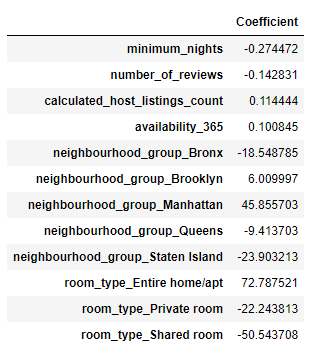 Coefficient
minimum_nights -0.274472
number_of_reviews -0.142831
calculated_host_listings_count 0.114444
availability_365 0.100845
neighbourhood_group_Bronx -18.548785
neighbourhood_group_Brooklyn 6.009997
neighbourhood_group_Manhattan 45.855703
neighbourhood_group_Queens -9.413703
neighbourhood_group_Staten Island -23.903213
room_type_Entire home/apt 72.787521
room_type_Private room -22.243813
room_type_Shared room -50.543708